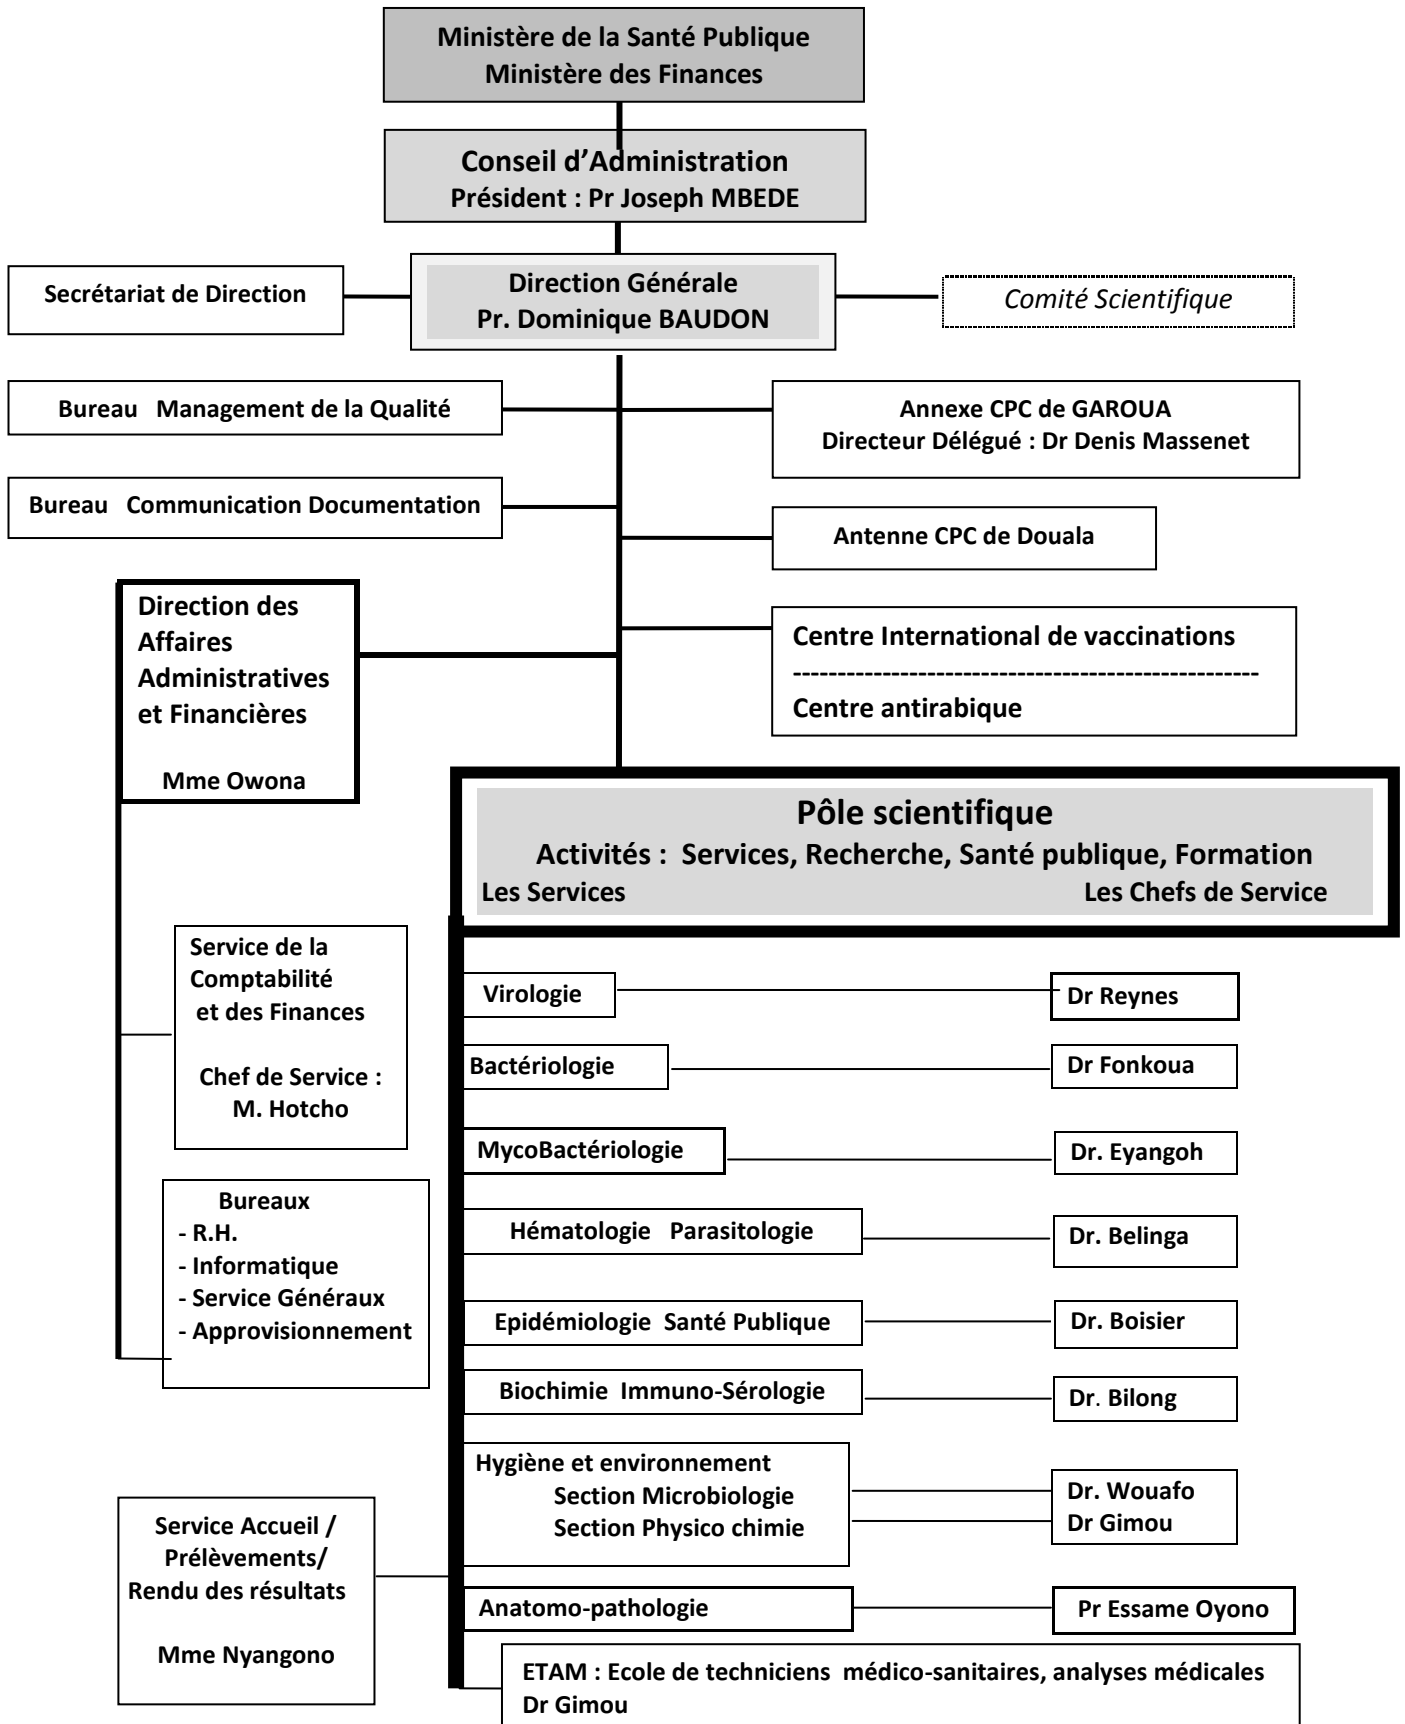 Ministère de la Santé Publique
Ministère des Finances
Conseil d’Administration
Président : Pr Joseph MBEDE
Secrétariat de Direction
Direction Générale
Pr. Dominique BAUDON
Comité Scientifique
Bureau Management de la Qualité
Annexe CPC de GAROUA
Directeur Délégué : Dr Denis Massenet
Bureau Communication Documentation
Antenne CPC de Douala
Direction des
Affaires
Administratives
et Financières
Mme Owona
Centre International de vaccinations
----------------------------------------------------
Centre antirabique
Pôle scientifique
Activités : Services, Recherche, Santé publique, Formation
Les Services Les Chefs de Service
Service de la
Comptabilité
et des Finances
Chef de Service :
M. Hotcho
Bureaux
- R.H.
- Informatique
- Service Généraux
- Approvisionnement
Virologie Dr Reynes
Bactériologie Dr Fonkoua
MycoBactériologie Dr. Eyangoh
Hématologie Parasitologie Dr. Belinga
Epidémiologie Santé Publique Dr. Boisier
Biochimie Immuno-Sérologie Dr. Bilong
Hygiène et environnement
Section Microbiologie Dr. Wouafo
Section Physico chimie Dr Gimou
Anatomo-pathologie Pr Essame Oyono
Service Accueil /
Prélèvements/
Rendu des résultats
Mme Nyangono
ETAM : Ecole de techniciens médico-sanitaires, analyses médicales
Dr Gimou